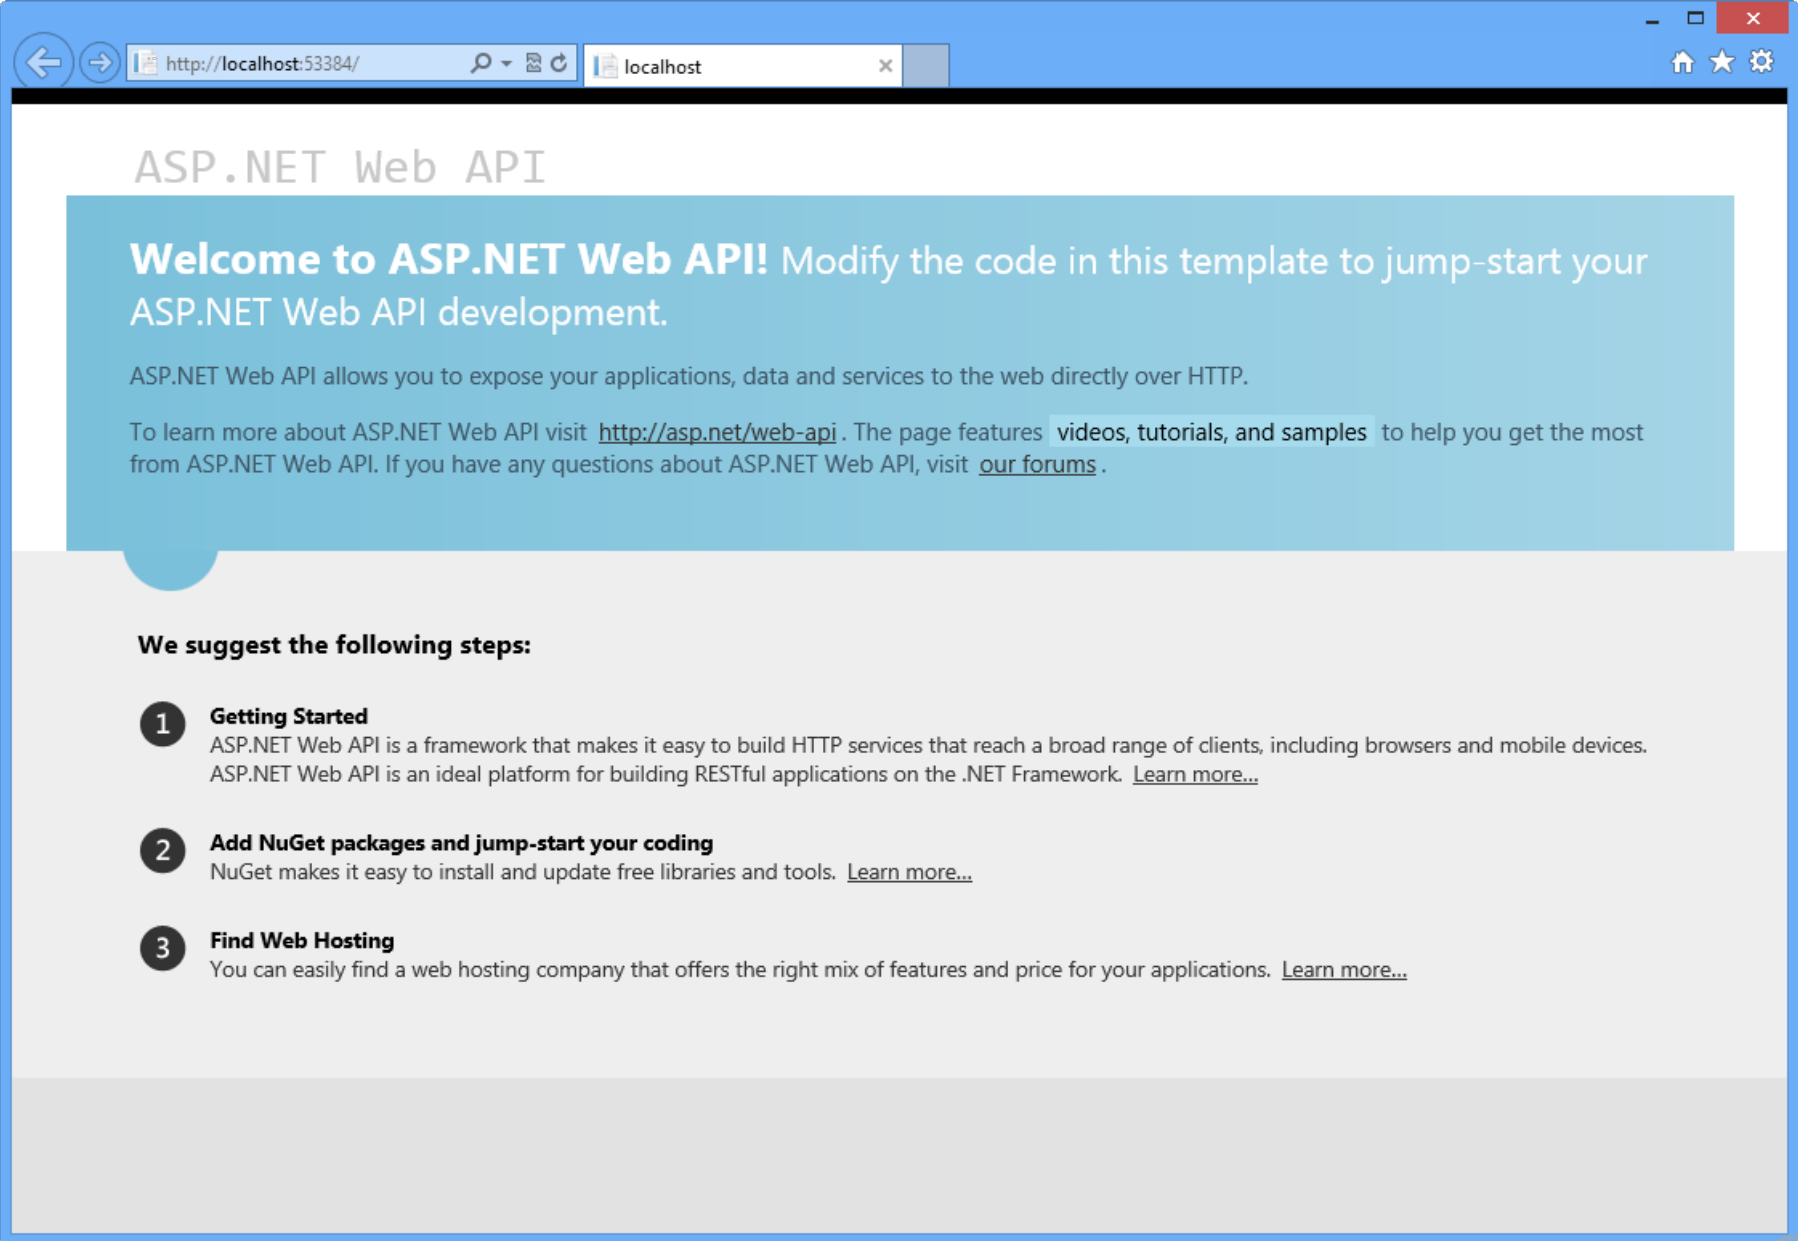 http://localhost:53384/
localhost
ASP.NET Web API
Welcome to ASP.NET Web API! Modify the code in this template to jump-start your
ASP.NET Web API development.
ASP.NET Web API allows you to expose your applications, data and services to the web directly over HTTP.
To learn more about ASP.NET Web API visit http://asp.net/web-api . The page features videos, tutorials, and samples to help you get the most
from ASP.NET Web API. If you have any questions about ASP.NET Web API, visit our forums .
We suggest the following steps:
1 Getting Started
ASP.NET Web API is a framework that makes it easy to build HTTP services that reach a broad range of clients, including browsers and mobile devices.
ASP.NET Web API is an ideal platform for building RESTful applications on the .NET Framework. Learn more...
2 Add NuGet packages and jump-start your coding
NuGet makes it easy to install and update free libraries and tools. Learn more...
3 Find Web Hosting
You can easily find a web hosting company that offers the right mix of features and price for your applications. Learn more...